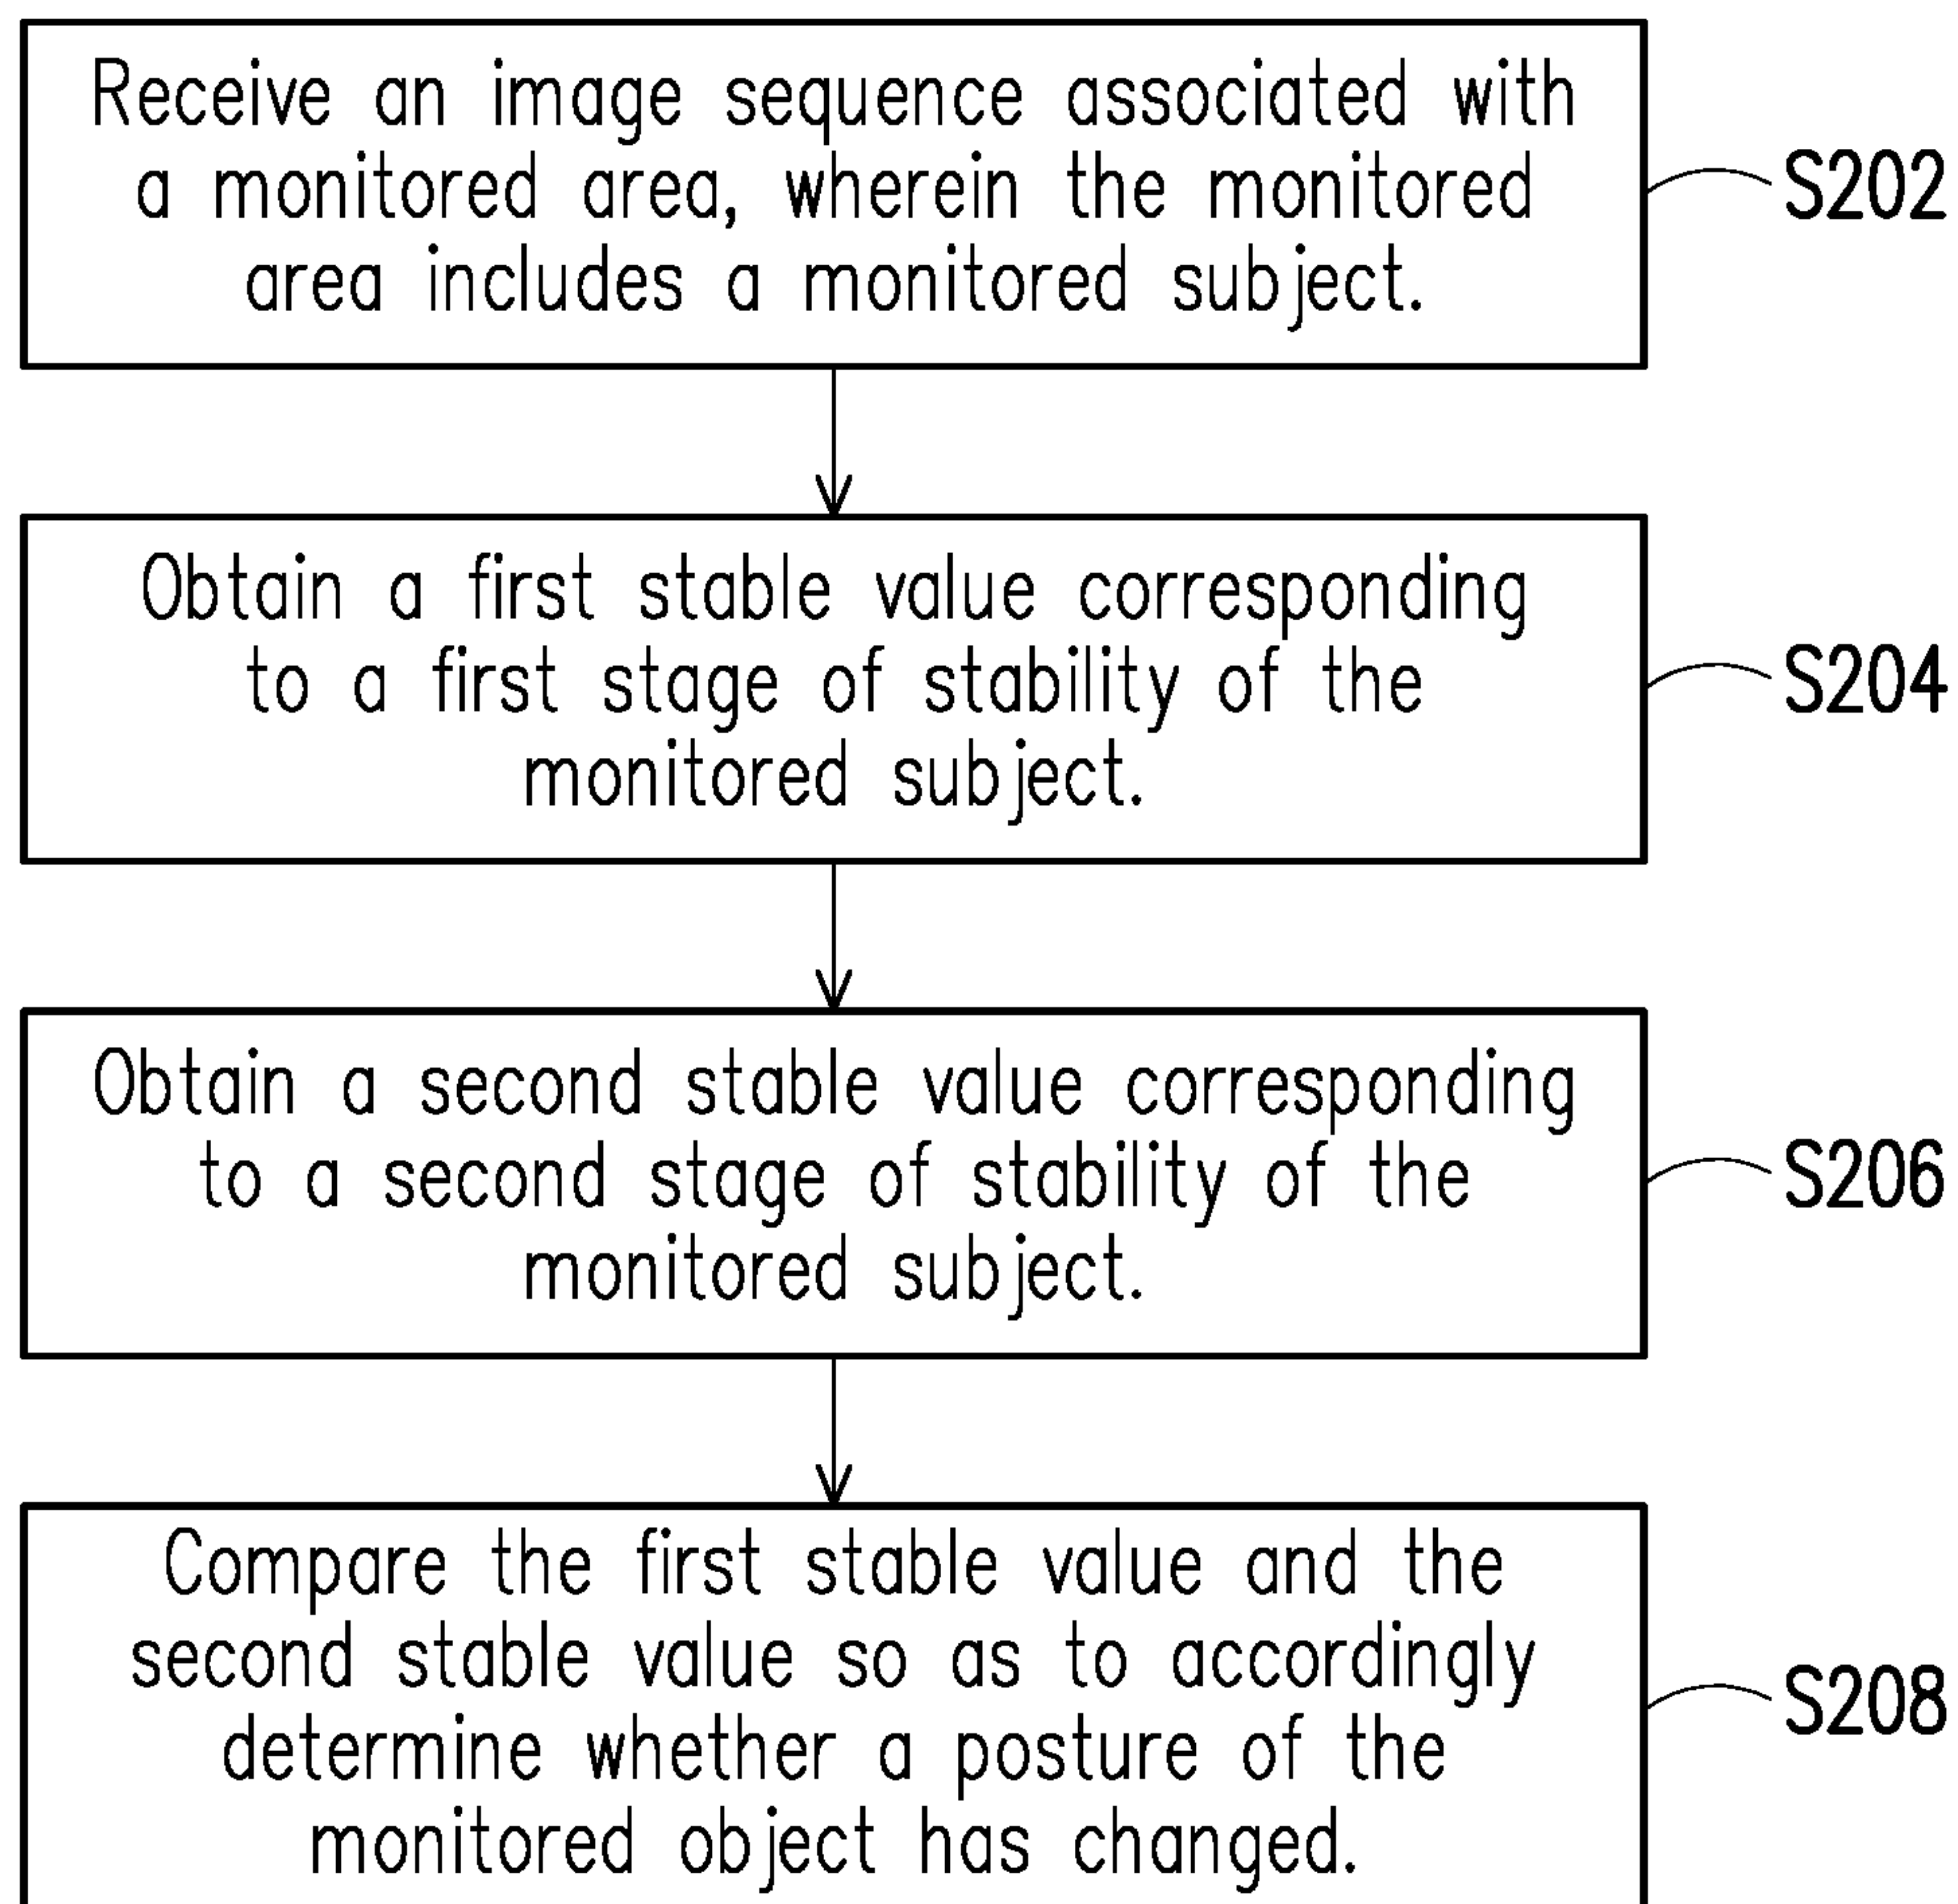 Receive an image sequence associated with
a monitored area, wherein the monitored
area includes a monitored subject.
S202
Obtain a first stable value corresponding
to a first stage of stability of the
monitored subject.
S204
Obtain a second stable value corresponding
to a second stage of stability of the
monitored subject.
S206
Compare the first stable value and the
second stable value so as to accordingly
determine whether a posture of the
monitored object has changed.
S208